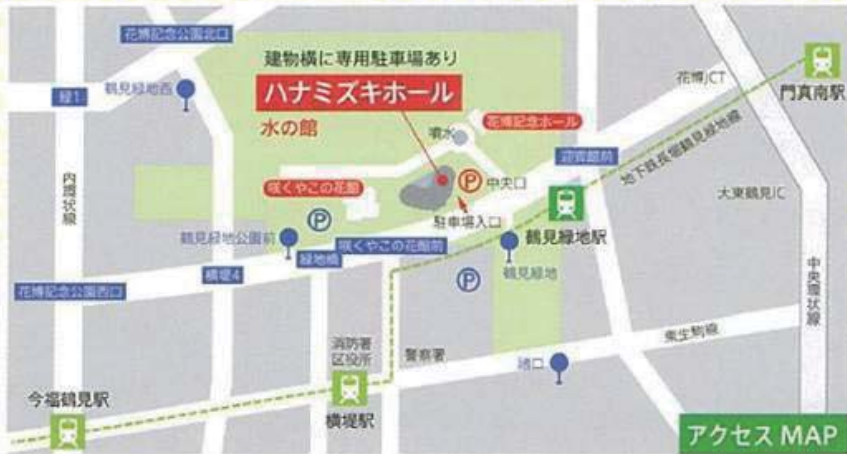 花博記念公園北口
建物横に専用駐車場あり
ハナミズキホール
水の館
鶴見緑地西
緑1
花博JCT
門真南駅
噴水
花博記念ホール
迎賓館前
地下鉄長堀鶴見緑地線
内環状線
咲くやこの花館
P
中央口
大東鶴見IC
駐車場入口
P
鶴見緑地公園前
咲くやこの花館前
鶴見緑地駅
緑地橋
鶴見緑地
横堤4
P
花博記念公園西口
中央環状線
消防署
区役所
警察署
東生駒線
今福鶴見駅
横堤駅
アクセス MAP